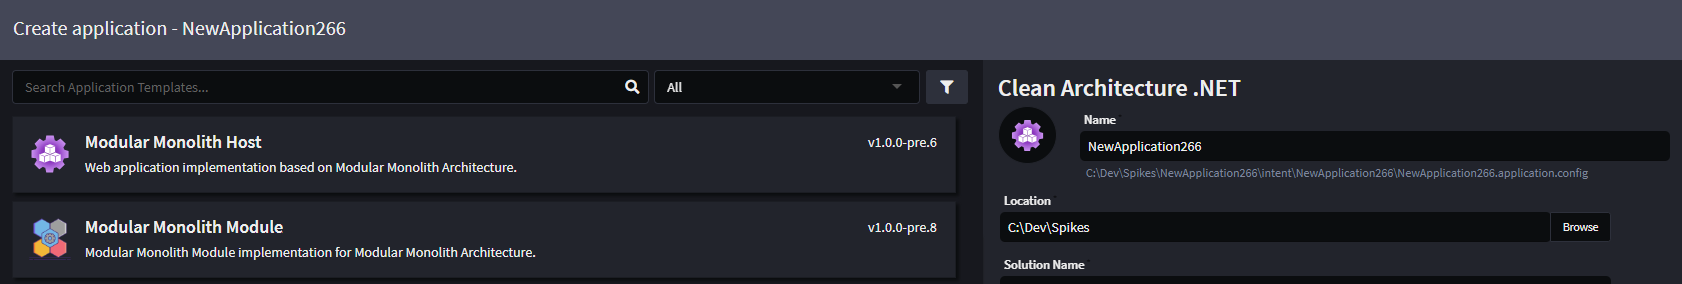 Create application - NewApplication266
Search Application Templates...
All
Modular Monolith Host
v1.0.0-pre.6
Web application implementation based on Modular Monolith Architecture.
Modular Monolith Module
v1.0.0-pre.8
Modular Monolith Module implementation for Modular Monolith Architecture.
Clean Architecture .NET
Name
NewApplication266
C:\Dev\Spikes\NewApplication266\intent\NewApplication266\NewApplication266.application.config
Location
C:\Dev\Spikes
Browse
Solution Name